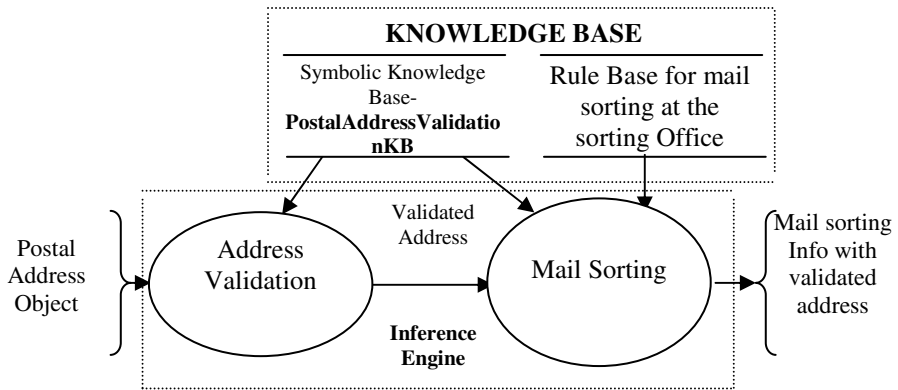 KNOWLEDGE BASE
Symbolic Knowledge
Base-
PostalAddressValidatio
nKB
Rule Base for mail
sorting at the
sorting Office
Postal
Address
Object
Address
Validation
Validated
Address
Inference
Engine
Mail Sorting
Mail sorting
Info with
validated
address